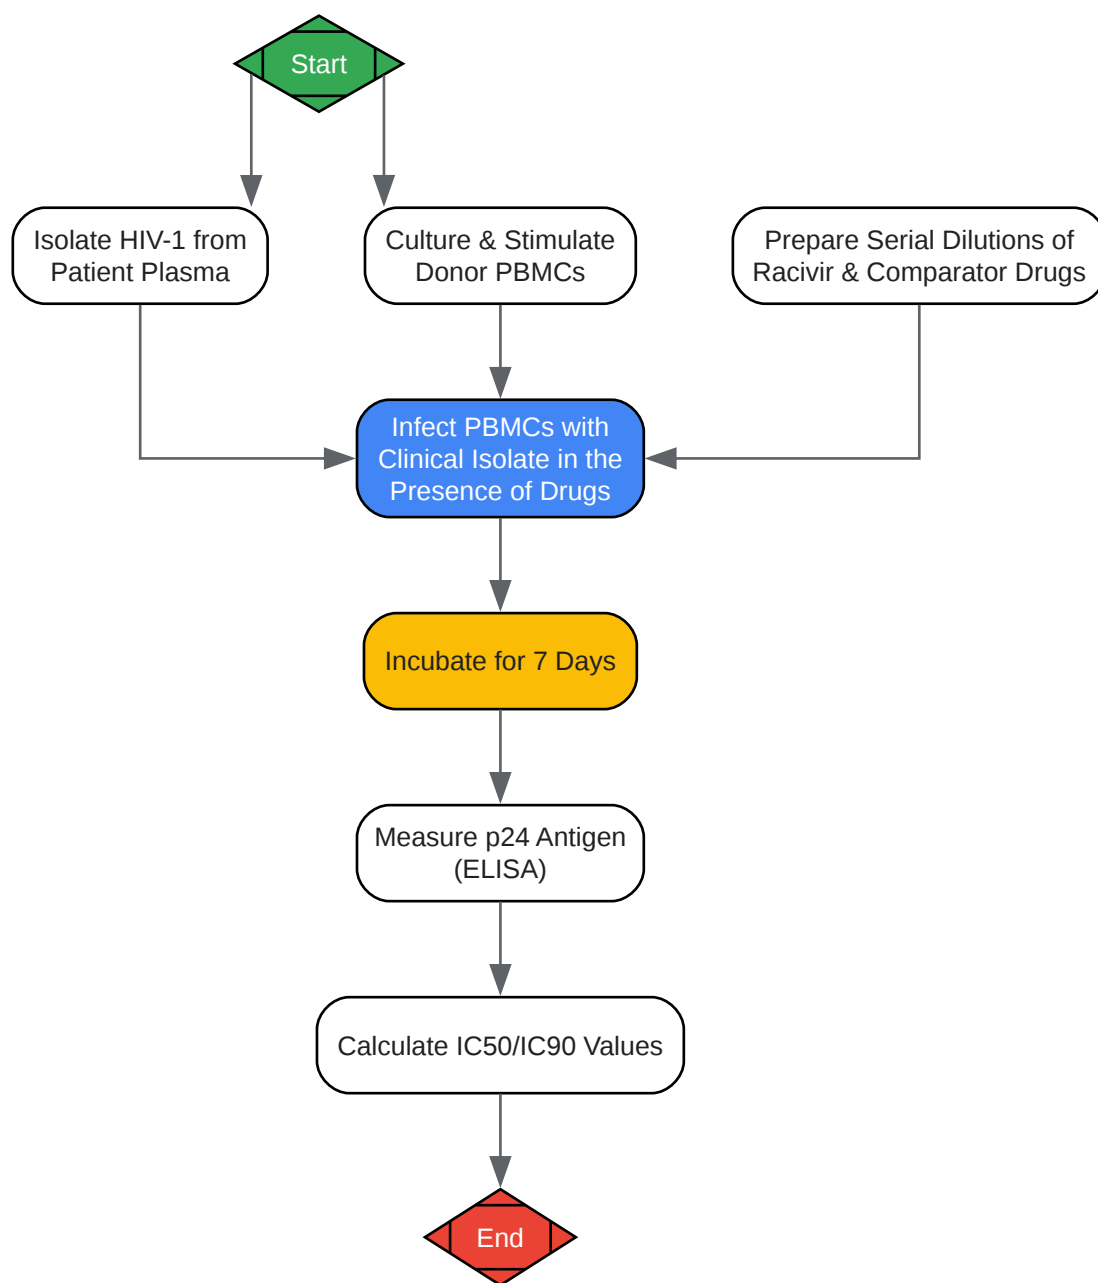 Start
Isolate HIV-1 from
Patient Plasma
Culture & Stimulate
Donor PBMCs
Prepare Serial Dilutions of
Racivir & Comparator Drugs
Infect PBMCs with
Clinical Isolate in the
Presence of Drugs
Incubate for 7 Days
Measure p24 Antigen
(ELISA)
Calculate IC50/IC90 Values
End